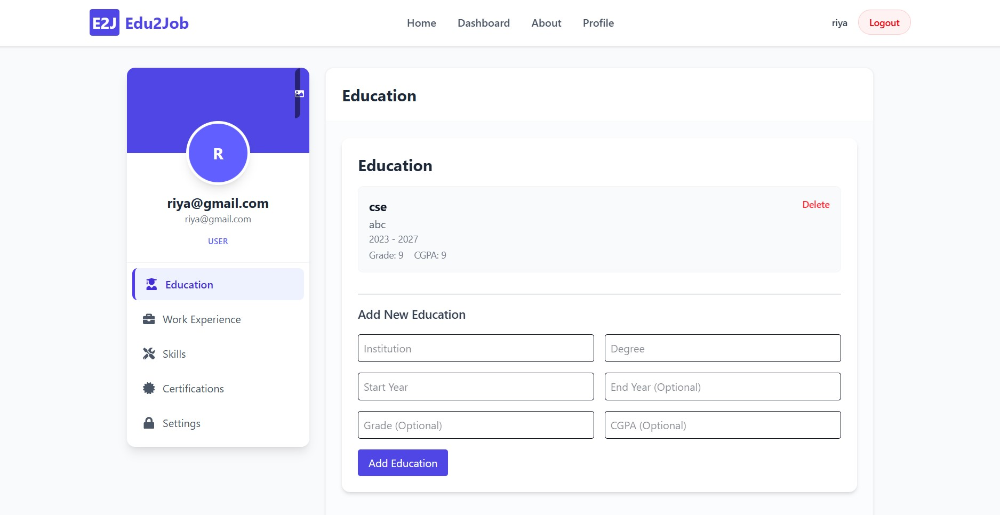 E2J Edu2Job
Home Dashboard About Profile
riya Logout
R
riya@gmail.com
riya@gmail.com
USER
Education
Work Experience
Skills
Certifications
Settings
Education
Education
cse
Delete
abc
2023 - 2027
Grade: 9 CGPA: 9
Add New Education
Institution Degree
Start Year End Year (Optional)
Grade (Optional) CGPA (Optional)
Add Education